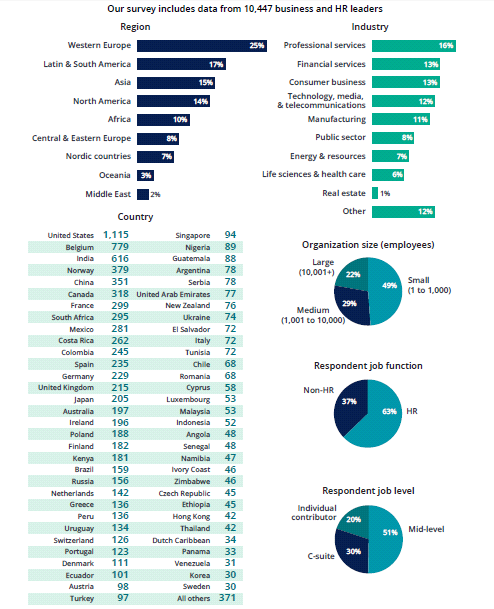 Our survey includes data from 10,447 business and HR leaders
Region
Western Europe 25%
Latin & South America 17%
Asia 15%
North America 14%
Africa 10%
Central & Eastern Europe 8%
Nordic countries 7%
Oceania 3%
Middle East 2%
Industry
Professional services 16%
Financial services 13%
Consumer business 13%
Technology, media,
& telecommunications 12%
Manufacturing 11%
Public sector 8%
Energy & resources 7%
Life sciences & health care 6%
Real estate 1%
Other 12%
Country
United States 1,115 Singapore 94
Belgium 779 Nigeria 89
India 616 Guatemala 88
Norway 379 Argentina 78
China 351 Serbia 78
Canada 318 United Arab Emirates 77
France 299 New Zealand 76
South Africa 295 Ukraine 74
Mexico 281 El Salvador 72
Costa Rica 262 Italy 72
Colombia 245 Tunisia 72
Spain 235 Chile 68
Germany 229 Romania 68
United Kingdom 215 Cyprus 58
Japan 205 Luxembourg 53
Australia 197 Malaysia 53
Ireland 196 Indonesia 52
Poland 188 Angola 48
Finland 182 Senegal 48
Kenya 181 Namibia 47
Brazil 159 Ivory Coast 46
Russia 156 Zimbabwe 46
Netherlands 142 Czech Republic 45
Greece 136 Ethiopia 45
Peru 136 Hong Kong 42
Uruguay 134 Thailand 42
Switzerland 126 Dutch Caribbean 34
Portugal 123 Panama 33
Denmark 111 Venezuela 31
Ecuador 101 Korea 30
Austria 98 Sweden 30
Turkey 97 All others 371
Organization size (employees)
Large
(10,001+)
22%
49%
Small
(1 to 1,000)
29%
Medium
(1,001 to 10,000)
Respondent job function
Non-HR
37%
63%
HR
Respondent job level
Individual
contributor
20%
51%
Mid-level
C-suite
30%